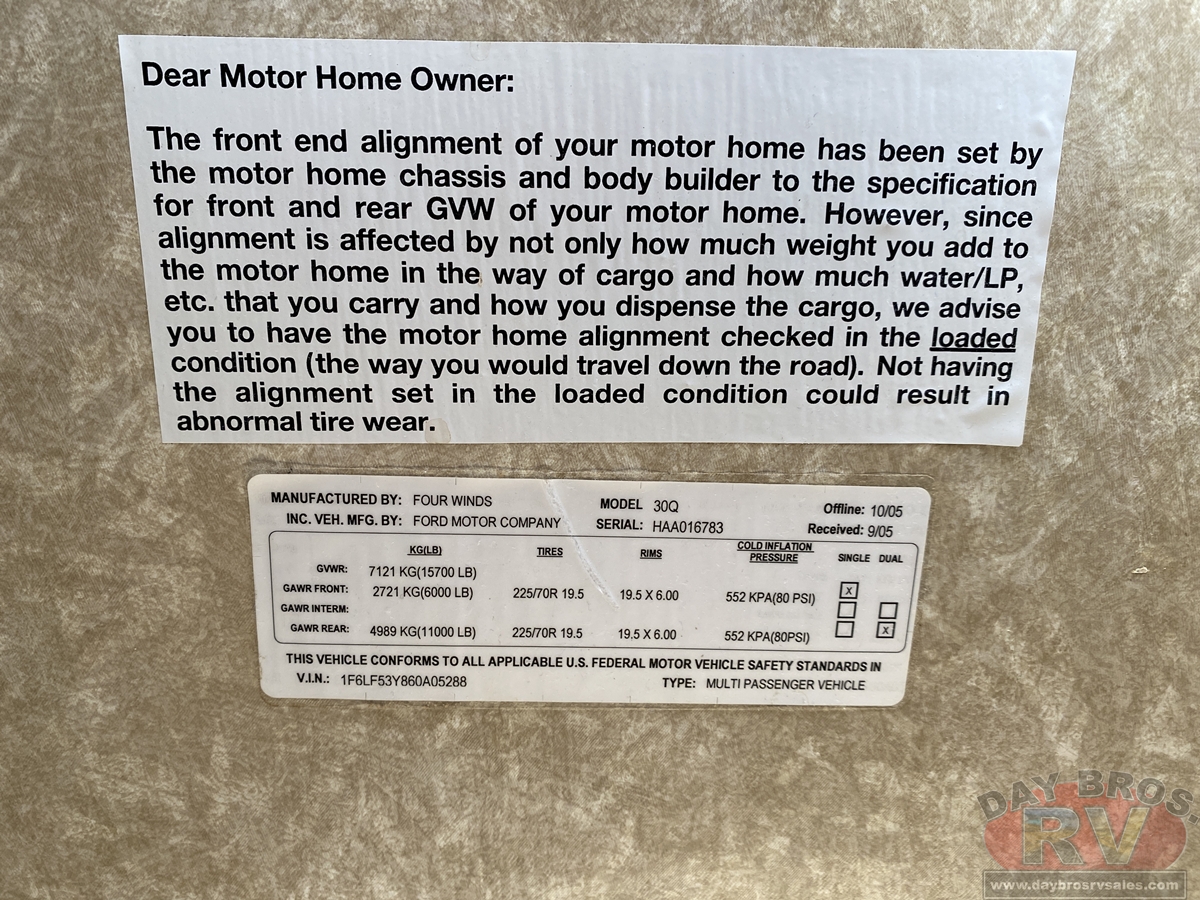 Dear Motor Home Owner:
The front end alignment of your motor home has been set by
the motor home chassis and body builder to the specification
for front and rear GVW of your motor home. However, since
alignment is affected by not only how much weight you add to
the motor home in the way of cargo and how much water/LP,
etc. that you carry and how you dispense the cargo, we advise
you to have the motor home alignment checked in the loaded
condition (the way you would travel down the road). Not having
the alignment set in the loaded condition could result in
abnormal tire wear.
MANUFACTURED BY: FOUR WINDS MODEL 30Q Offline: 10/05
INC. VEH. MFG. BY: FORD MOTOR COMPANY SERIAL: HAA016783 Received: 9/05
KG(LB) TIRES RIMS COLD INFLATION PRESSURE SINGLE DUAL
GVWR: 7121 KG(15700 LB)
GAWR FRONT: 2721 KG(6000 LB) 225/70R 19.5 19.5 X 6.00 552 KPA(80 PSI) X
GAWR INTERM:
GAWR REAR: 4989 KG(11000 LB) 225/70R 19.5 19.5 X 6.00 552 KPA(80PSI) X
THIS VEHICLE CONFORMS TO ALL APPLICABLE U.S. FEDERAL MOTOR VEHICLE SAFETY STANDARDS IN
V.I.N.: 1F6LF53Y860A05288 TYPE: MULTI PASSENGER VEHICLE
DAY BROS.
RV
www.daybrosrvsales.com